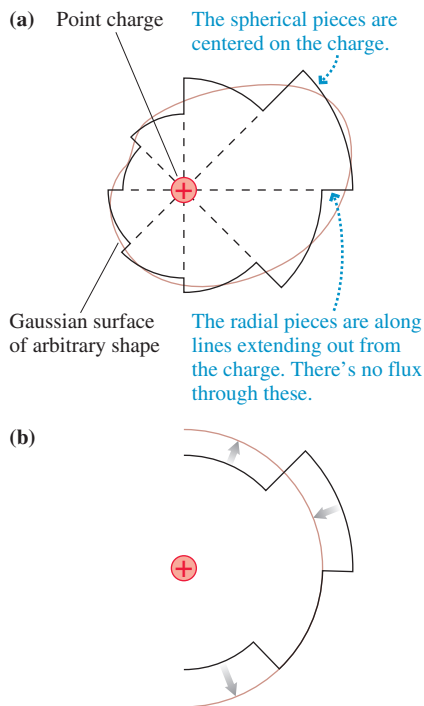 (a) Point charge
The spherical pieces are
centered on the charge.
+
Gaussian surface
of arbitrary shape
The radial pieces are along
lines extending out from
the charge. There's no flux
through these.
(b)
+